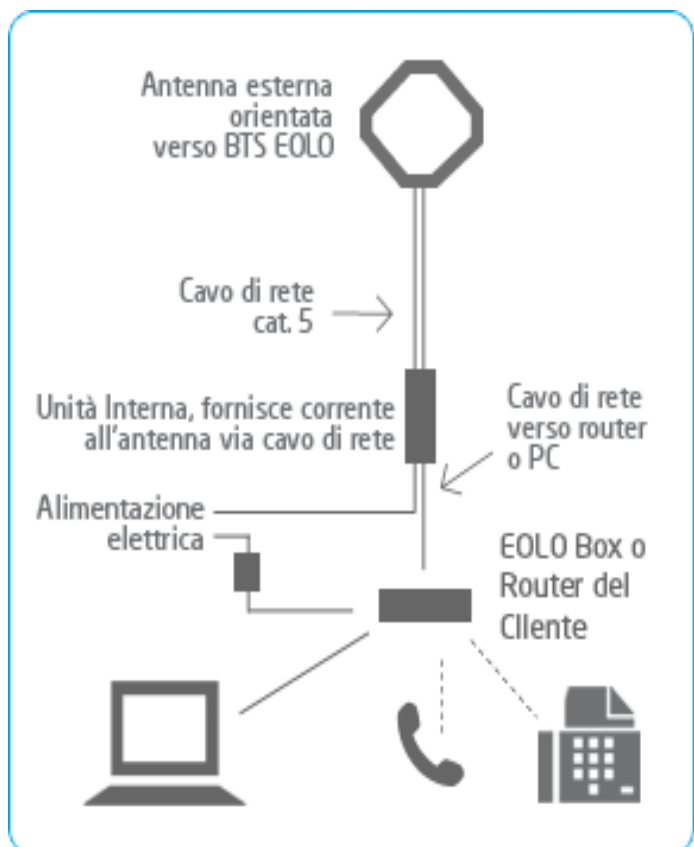 Antenna esterna
orientata
verso BTS EOLO
Cavo di rete
cat. 5
Unità Interna, fornisce corrente
all'antenna via cavo di rete
Cavo di rete
verso router
o PC
Alimentazione
elettrica
EOLO Box o
Router del
Cllente